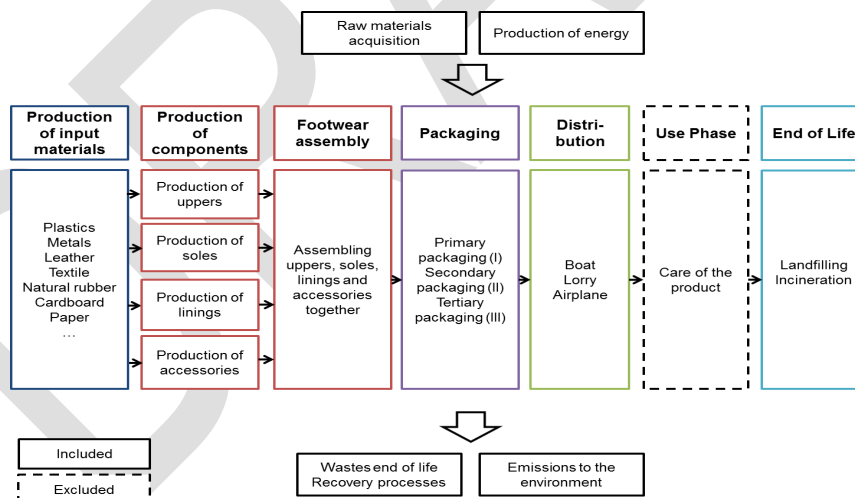 Raw materials
acquisition
Production of energy
Production
of input
materials
Production
of
components
Footwear
assembly
Packaging
Distri-
bution
Use Phase
End of Life
Plastics
Metals
Leather
Textile
Natural rubber
Cardboard
Paper
...
Production of
uppers
Production of
soles
Production of
linings
Production of
accessories
Assembling
uppers, soles,
linings and
accessories
together
Primary
packaging (I)
Secondary
packaging (II)
Tertiary
packaging (III)
Boat
Lorry
Airplane
Care of the
product
Landfilling
Incineration
Included
Excluded
Wastes end of life
Recovery processes
Emissions to the
environment